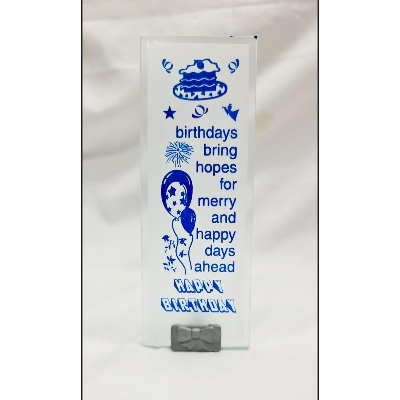 birthdays
bring
hopes
for
merry
and
happy
days
ahead
HAPPY
BIRTHDAY